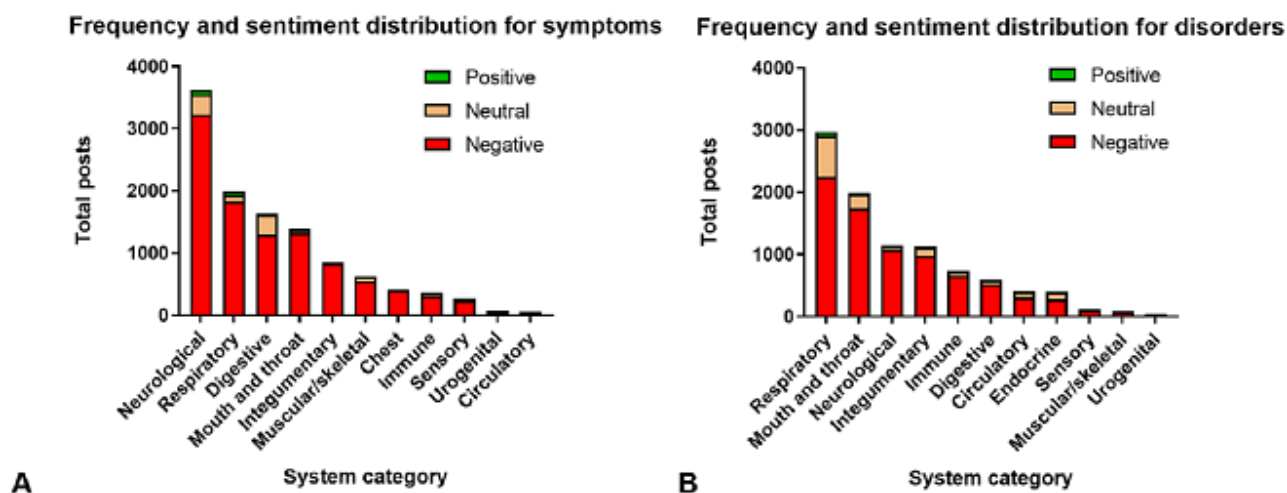 Frequency and sentiment distribution for symptoms
4000
3000
2000
1000
0
Total posts
Positive
Neutral
Negative
Neurological
Respiratory
Digestive
Mouth and throat
Integumentary
Muscular/skeletal
Chest
Immune
Sensory
Urogenital
Circulatory
System category
A
Frequency and sentiment distribution for disorders
4000
3000
2000
1000
0
Total posts
Positive
Neutral
Negative
Respiratory
Mouth and throat
Neurological
Integumentary
Immune
Digestive
Circulatory
Endocrine
Sensory
Muscular/skeletal
Urogenital
System category
B